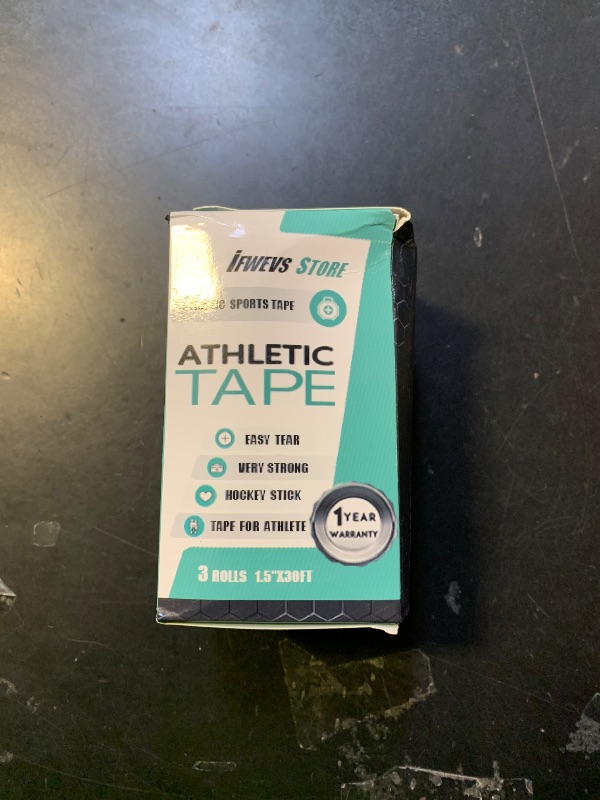 IFWEVS STORE
SPORTS TAPE
ATHLETIC
TAPE
EASY TEAR
VERY STRONG
HOCKEY STICK
TAPE FOR ATHLETE
1 YEAR
WARRANTY
3 ROLLS 1.5"X30FT